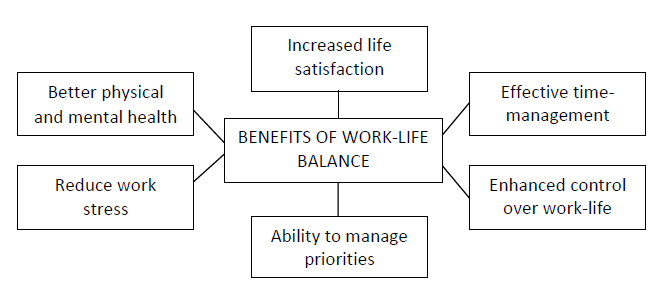 Increased life
satisfaction
Better physical
and mental health
Effective time-
management
BENEFITS OF WORK-LIFE
BALANCE
Reduce work
stress
Enhanced control
over work-life
Ability to manage
priorities